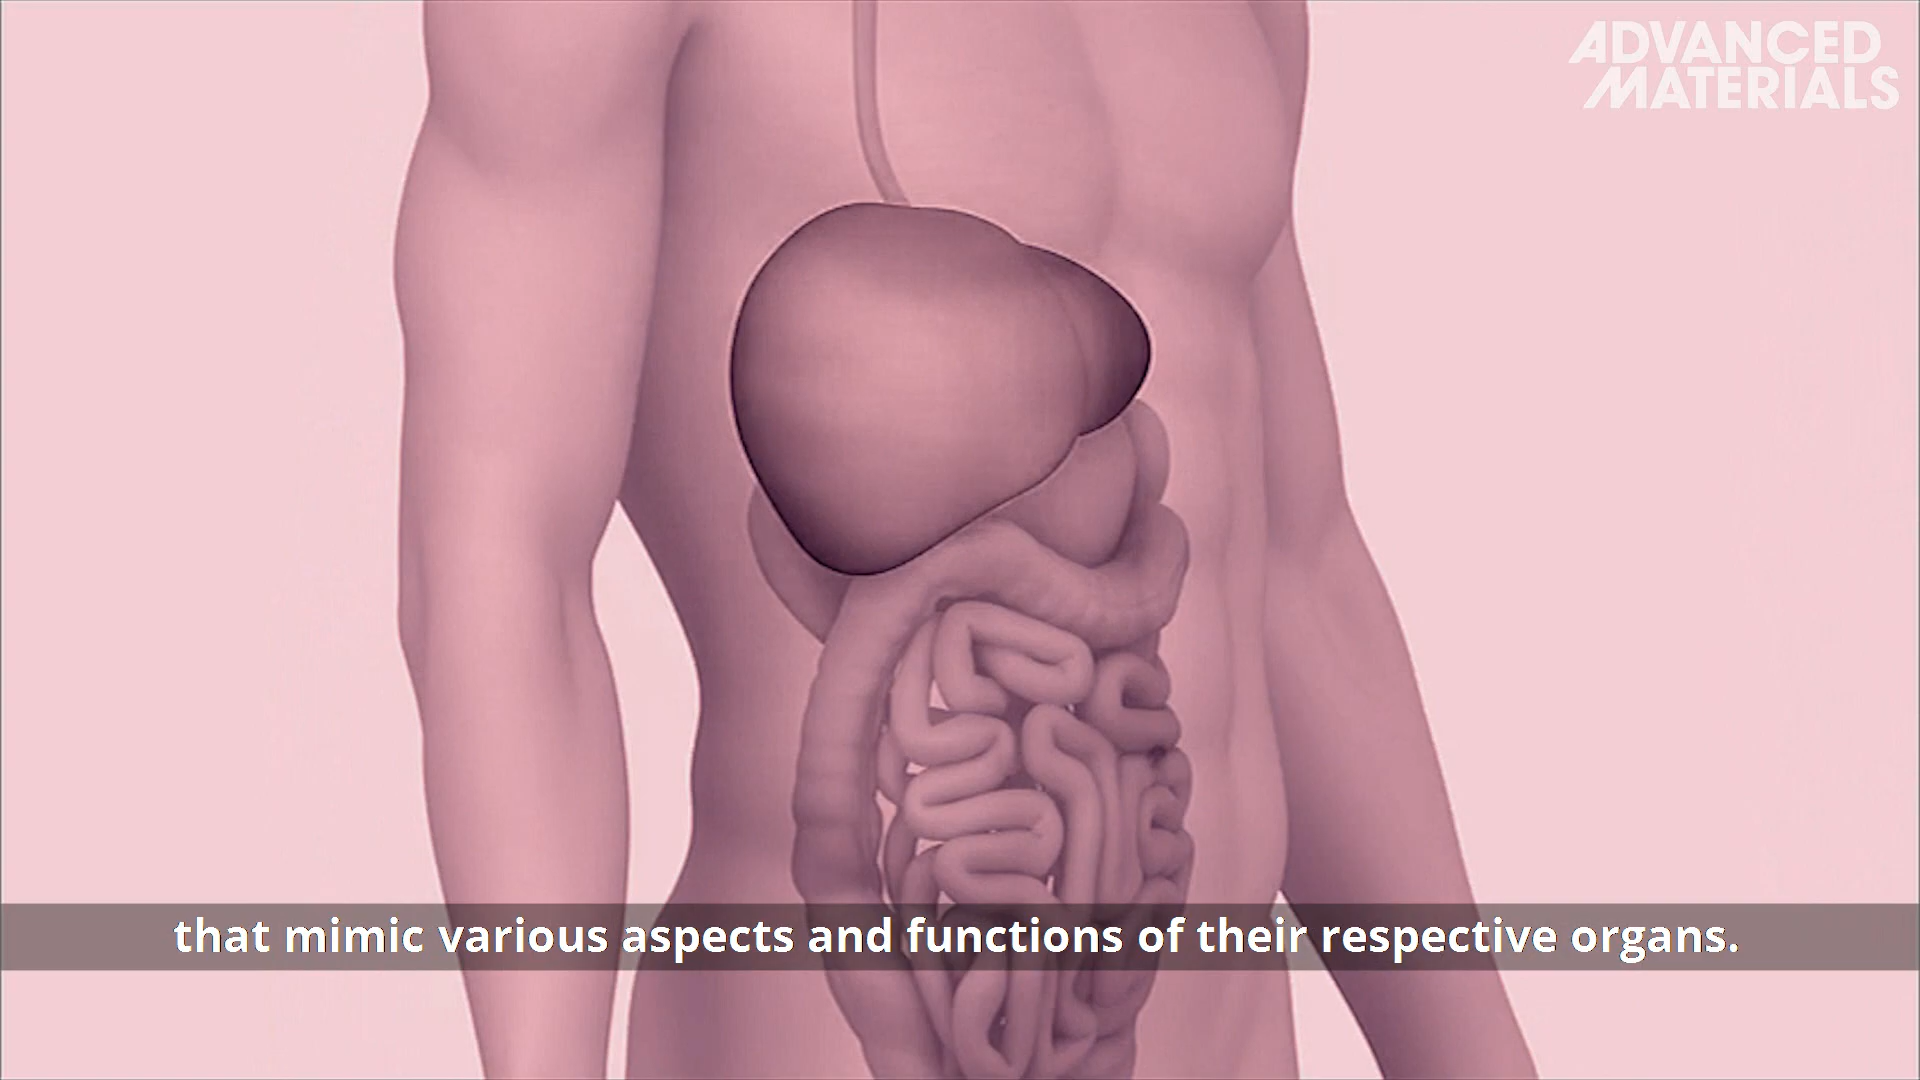 ADVANCED
MATERIALS
that mimic various aspects and functions of their respective organs.